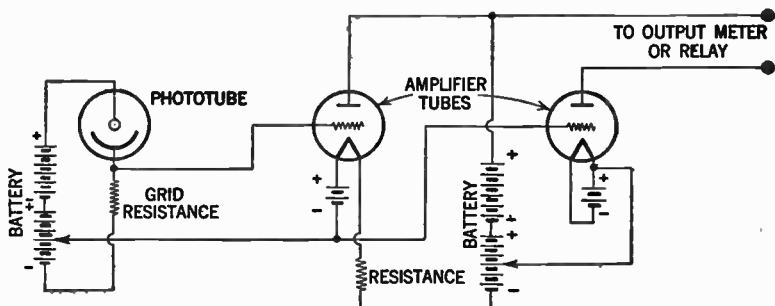 TO OUTPUT METER
OR RELAY
AMPLIFIER
TUBES
PHOTOTUBE
+
BATTERY
+
-
GRID
RESISTANCE
+
-
RESISTANCE
BATTERY
+
+
-
+
-